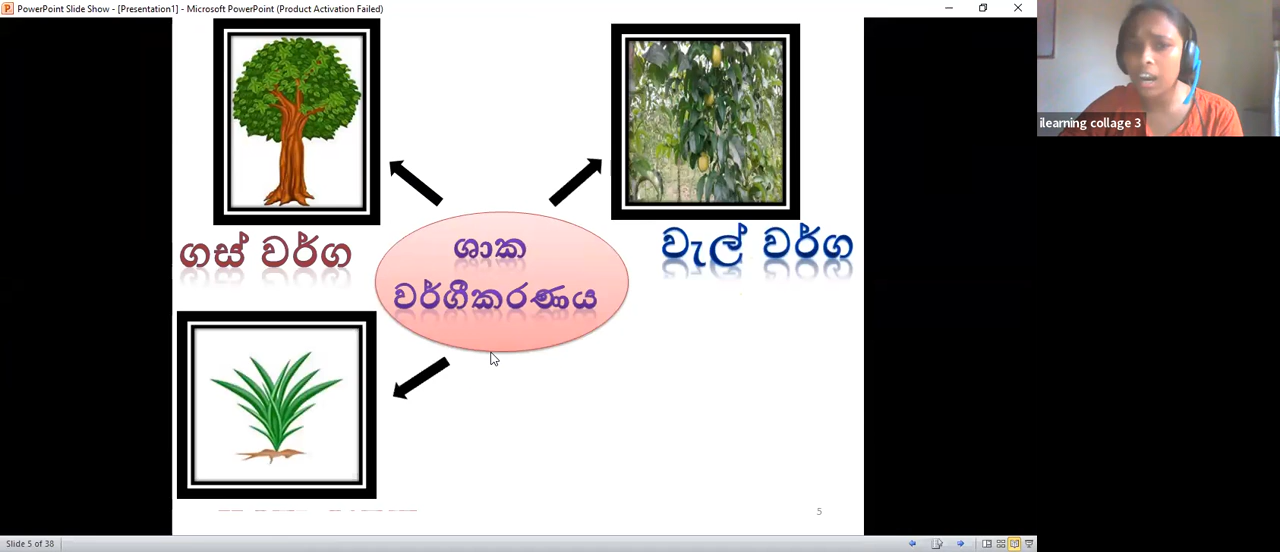 PowerPoint Slide Show - [Presentation1] - Microsoft PowerPoint (Product Activation Failed)
ilearning collage 3
ගස් වර්ග
ශාක
වර්ගීකරණය
වැල් වර්ග
5
Slide 5 of 38